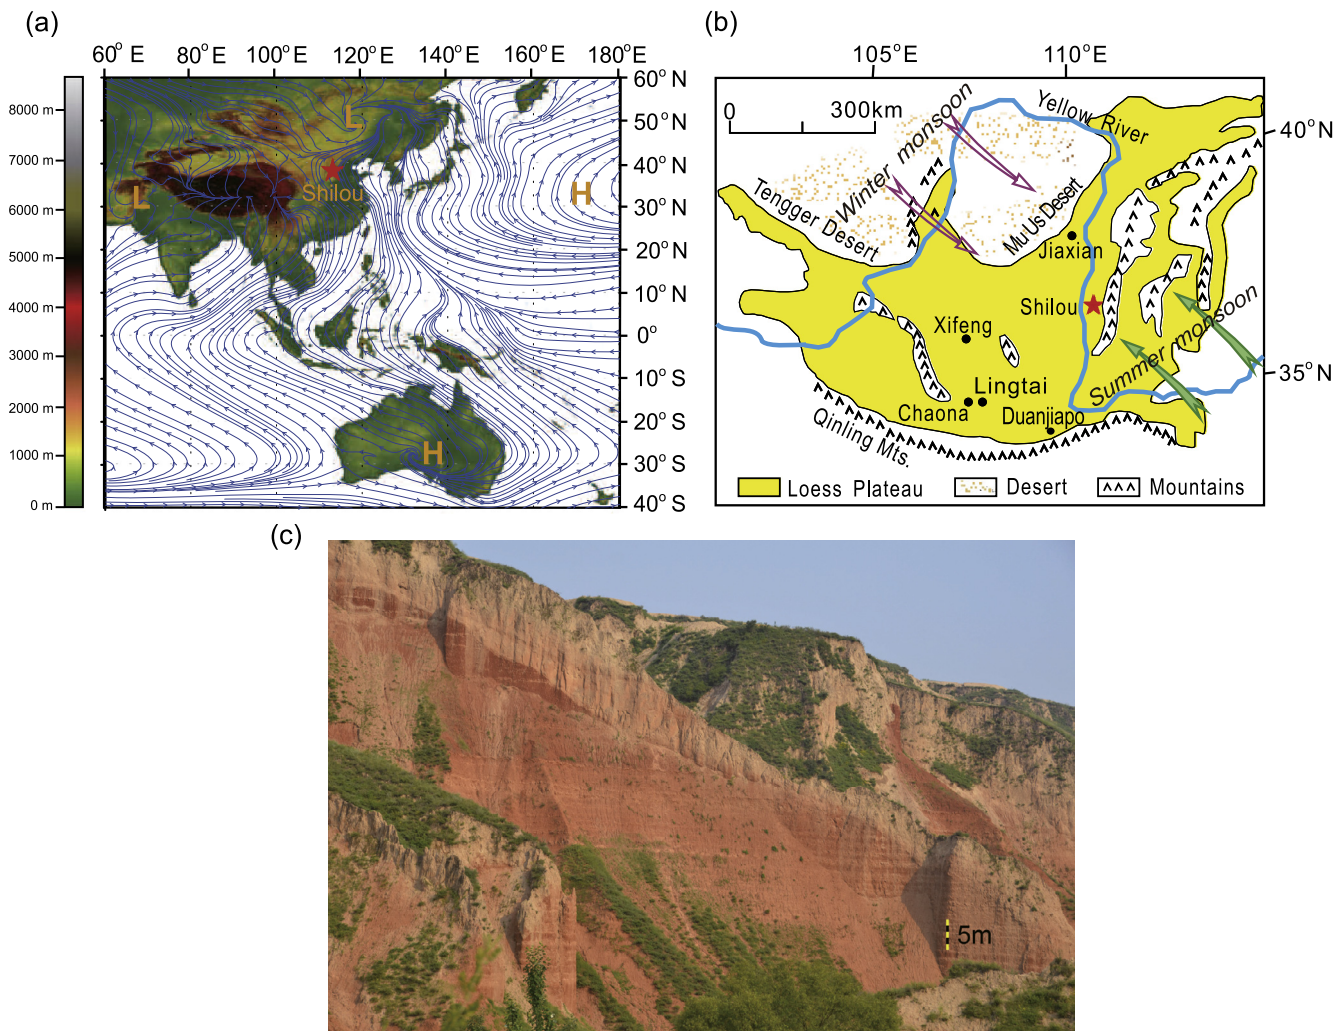 (a)
60° E 80° E 100° E 120° E 140° E 160° E 180° E
60° N
50° N
40° N
30° N
20° N
10° N
0°
10° S
20° S
30° S
40° S
8000 m
7000 m
6000 m
5000 m
4000 m
3000 m
2000 m
1000 m
0 m
L
L
H
H
Shilou
(b)
105°E 110°E
40°N
35°N
0 300km
Winter monsoon
Yellow River
Tengger Desert
Mu Us Desert
Jiaxian
Shilou
Xifeng
Summer monsoon
Lingtai
Chaona
Duanjiapo
Qinling Mts.
Loess Plateau Desert Mountains
(c)
5m